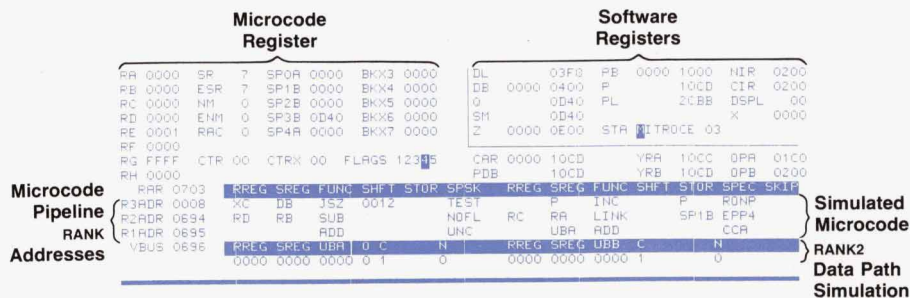 Microcode
Register
Software
Registers
RA 0000 SR 7 SP0A 0000 BKX3 0000 DL 03F8 PB 0000 1000 NIR 0200
RB 0000 ESR 7 SP1B 0000 BKX4 0000 DB 0000 0400 P 10CD CIR 0200
RC 0000 NM 0 SP2B 0000 BKX5 0000 Q 0D40 PL 2CBB DSPL 00
RD 0000 ENM 0 SP3B 0D40 BKX6 0000 SM 0D40 X 0000
RE 0001 RAC 0 SP4A 0000 BKX7 0000 Z 0000 0E00 STA MITROCE 03
RF 0000
RG FFFF CTR 00 CTRX 00 FLAGS 12345 CAR 0000 10CD YRA 10CC OPA 01C0
RH 0000 PDB 10CD YRB 10CD OPB 0200
RAR 0703 RREG SREG FUNC SHFT STOR SPSK RREG SREG FUNC SHFT STOR SPEC SKIP
R3ADR 0008 XC DB JSZ 0012 TEST P INC P RONP
R2ADR 0694 RD RB SUB NOFL RC RA LINK SP1B EPP4
R1ADR 0695 ADD UNC UBA ADD CCA
VBUS 0696 RREG SREG UBA O C N RREG SREG UBB C N
0000 0000 0000 0 1 0 0000 0000 0000 1 0
Microcode
Pipeline
RANK
Addresses
Simulated
Microcode
RANK2
Data Path
Simulation